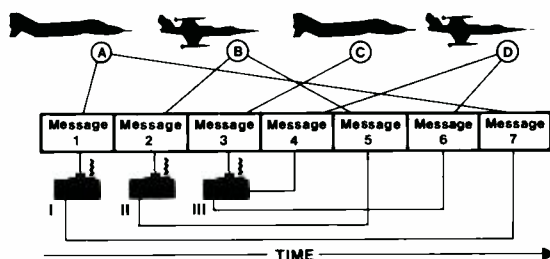 A B C D
Message Message Message Message Message Message Message
1 2 3 4 5 6 7
I II III
TIME